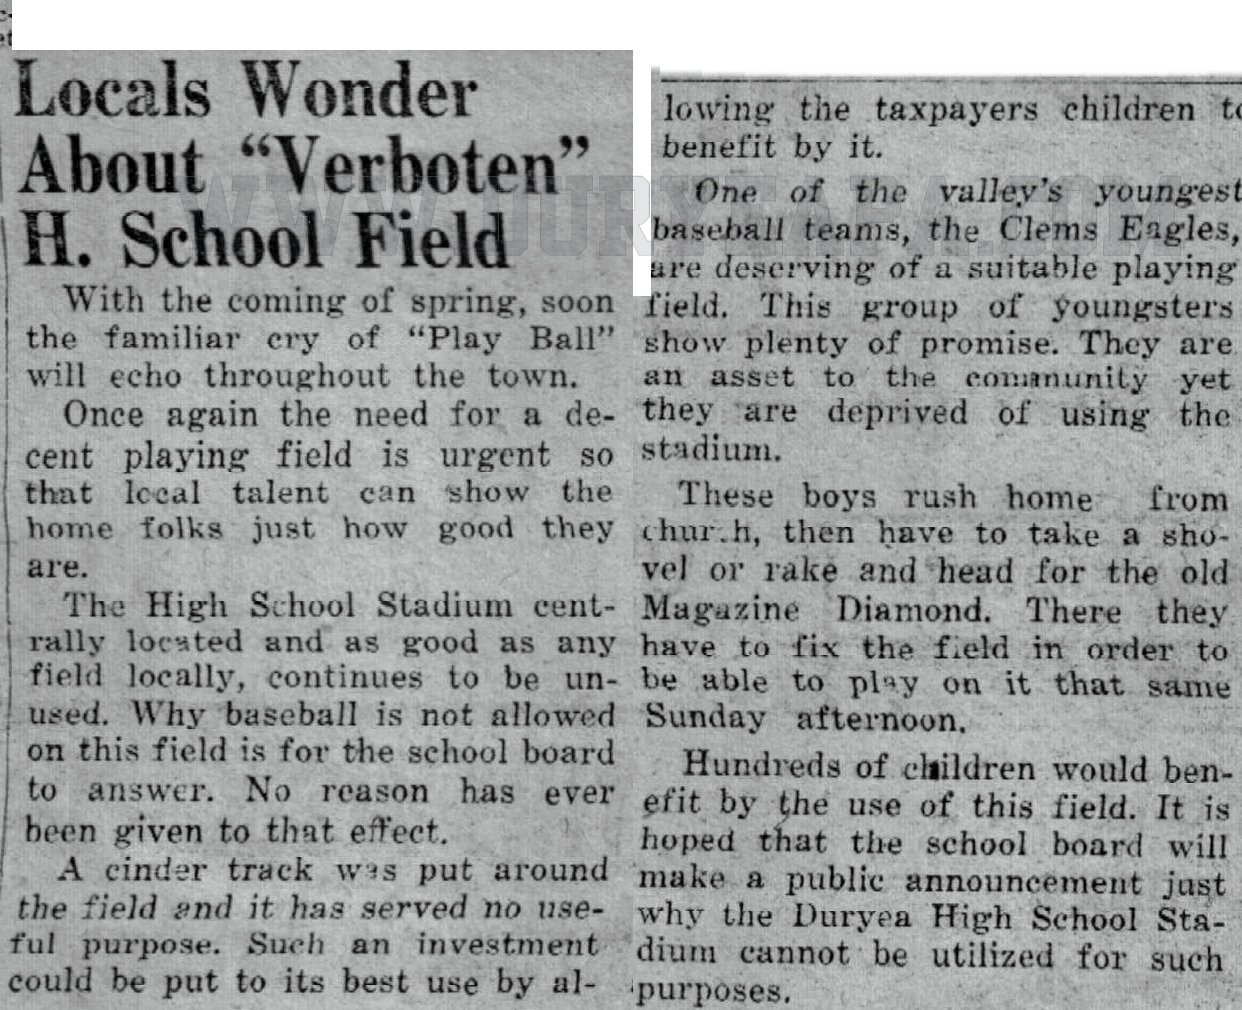 Locals Wonder
About “Verboten”
H. School Field
With the coming of spring, soon
the familiar cry of “Play Ball”
will echo throughout the town.
Once again the need for a de-
cent playing field is urgent so
that local talent can show the
home folks just how good they
are.
The High School Stadium cent-
rally located and as good as any
field locally, continues to be un-
used. Why baseball is not allowed
on this field is for the school board
to answer. No reason has ever
been given to that effect.
A cinder track was put around
the field and it has served no use-
ful purpose. Such an investment
could be put to its best use by al-
lowing the taxpayers children to
benefit by it.
One of the valley’s youngest
baseball teams, the Clems Eagles,
are deserving of a suitable playing
field. This group of youngsters
show plenty of promise. They are
an asset to the community yet
they are deprived of using the
stadium.
These boys rush home from
church, then have to take a sho-
vel or rake and head for the old
Magazine Diamond. There they
have to fix the field in order to
be able to play on it that same
Sunday afternoon.
Hundreds of children would ben-
efit by the use of this field. It is
hoped that the school board will
make a public announcement just
why the Duryea High School Sta-
dium cannot be utilized for such
purposes.